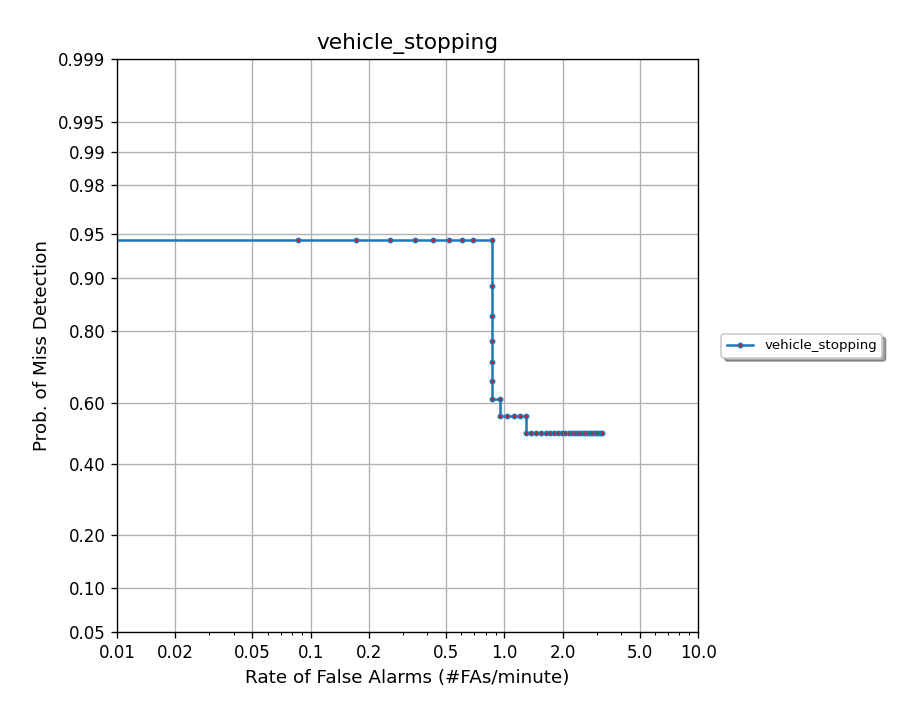 vehicle_stopping
0.999
0.995
0.99
0.98
0.95
0.90
0.80
0.60
0.40
0.20
0.10
0.05
Prob. of Miss Detection
0.01 0.02 0.05 0.1 0.2 0.5 1.0 2.0 5.0 10.0
Rate of False Alarms (#FAs/minute)
vehicle_stopping